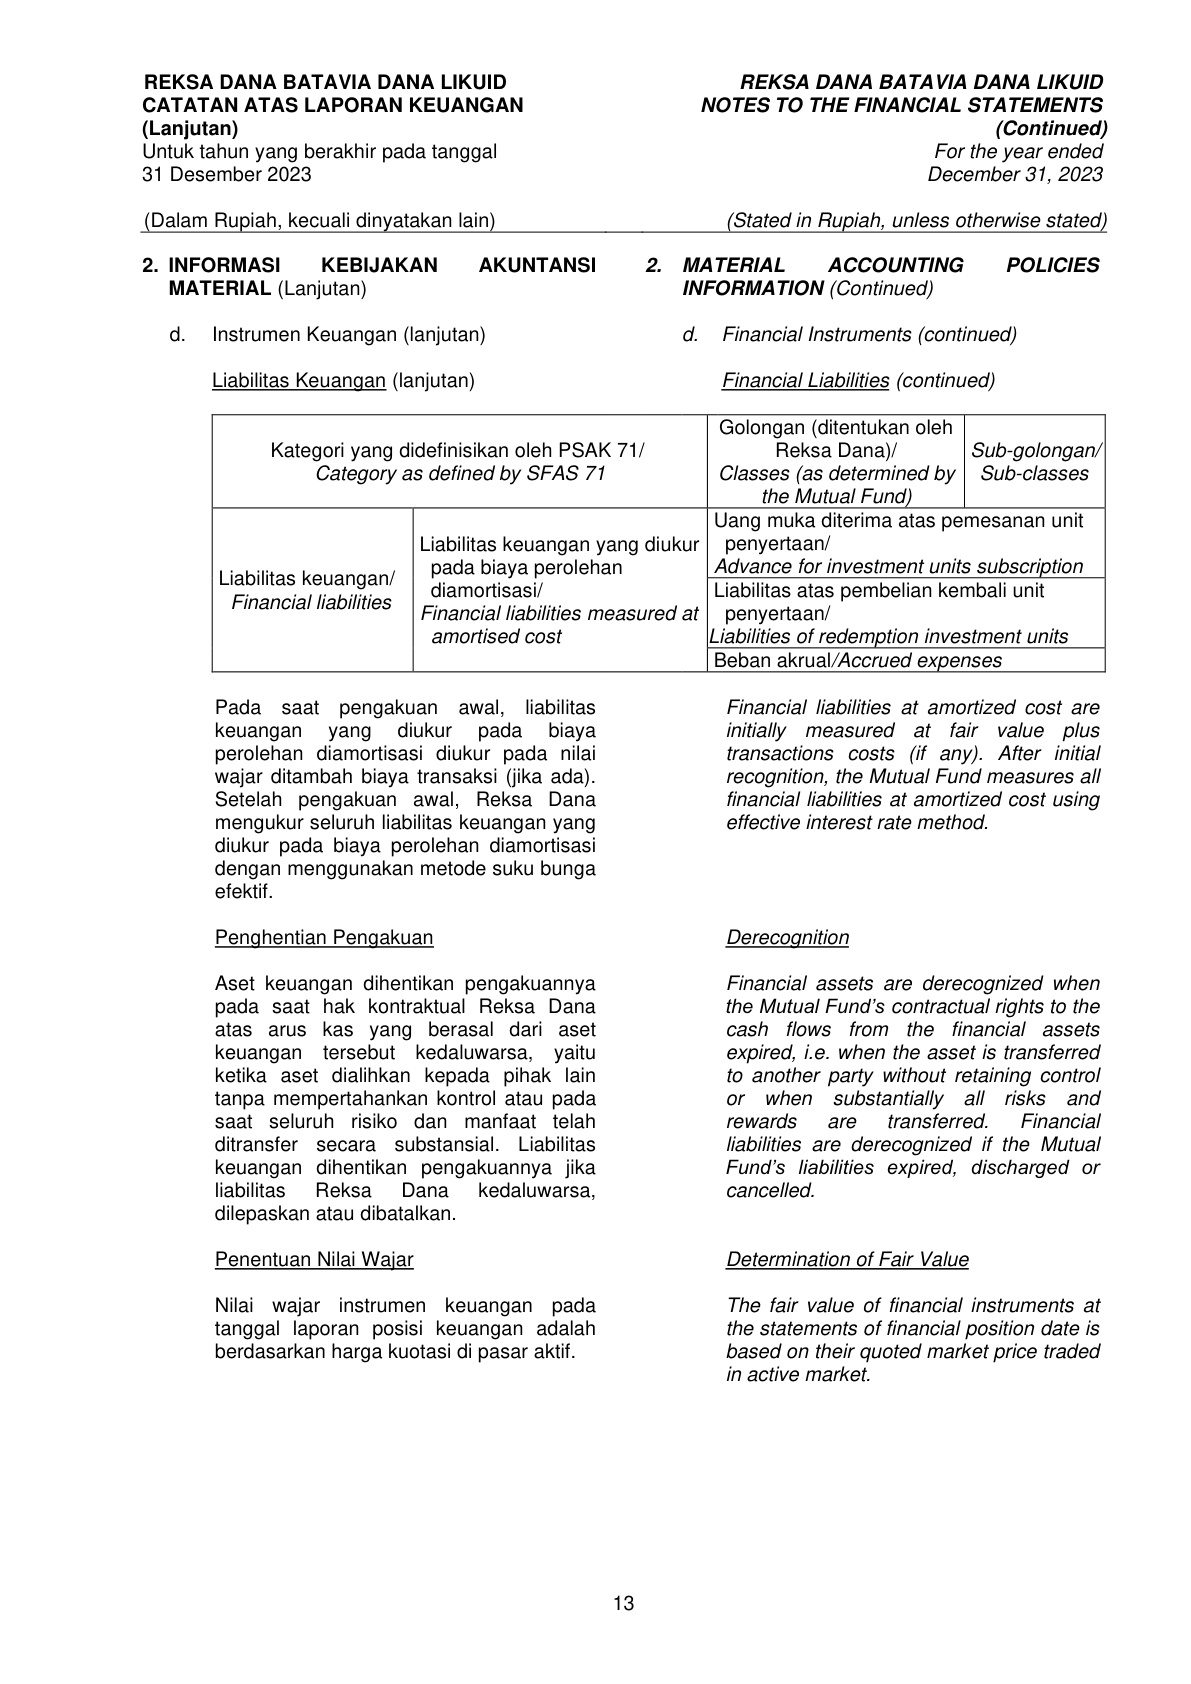 REKSA DANA BATAVIA DANA LIKUID
CATATAN ATAS LAPORAN KEUANGAN
(Lanjutan)
Untuk tahun yang berakhir pada tanggal
31 Desember 2023
(Dalam Rupiah, kecuali dinyatakan lain)
REKSA DANA BATAVIA DANA LIKUID
NOTES TO THE FINANCIAL STATEMENTS
(Continued)
For the year ended
December 31, 2023
(Stated in Rupiah, unless otherwise stated)
2. INFORMASI KEBIJAKAN AKUNTANSI
MATERIAL (Lanjutan)
2. MATERIAL ACCOUNTING POLICIES
INFORMATION (Continued)
d. Instrumen Keuangan (lanjutan)
d. Financial Instruments (continued)
Liabilitas Keuangan (lanjutan)
Financial Liabilities (continued)
Kategori yang didefinisikan oleh PSAK 71/
Category as defined by SFAS 71
Golongan (ditentukan oleh
Reksa Dana)/
Classes (as determined by
the Mutual Fund)
Sub-golongan/
Sub-classes
Liabilitas keuangan/
Financial liabilities
Liabilitas keuangan yang diukur
pada biaya perolehan
diamortisasi/
Financial liabilities measured at
amortised cost
Uang muka diterima atas pemesanan unit
penyertaan/
Advance for investment units subscription
Liabilitas atas pembelian kembali unit
penyertaan/
Liabilities of redemption investment units
Beban akrual/Accrued expenses
Pada saat pengakuan awal, liabilitas
keuangan yang diukur pada biaya
perolehan diamortisasi diukur pada nilai
wajar ditambah biaya transaksi (jika ada).
Setelah pengakuan awal, Reksa Dana
mengukur seluruh liabilitas keuangan yang
diukur pada biaya perolehan diamortisasi
dengan menggunakan metode suku bunga
efektif.
Financial liabilities at amortized cost are
initially measured at fair value plus
transactions costs (if any). After initial
recognition, the Mutual Fund measures all
financial liabilities at amortized cost using
effective interest rate method.
Penghentian Pengakuan
Derecognition
Aset keuangan dihentikan pengakuannya
pada saat hak kontraktual Reksa Dana
atas arus kas yang berasal dari aset
keuangan tersebut kedaluwarsa, yaitu
ketika aset dialihkan kepada pihak lain
tanpa mempertahankan kontrol atau pada
saat seluruh risiko dan manfaat telah
ditransfer secara substansial. Liabilitas
keuangan dihentikan pengakuannya jika
liabilitas Reksa Dana kedaluwarsa,
dilepaskan atau dibatalkan.
Financial assets are derecognized when
the Mutual Fund’s contractual rights to the
cash flows from the financial assets
expired, i.e. when the asset is transferred
to another party without retaining control
or when substantially all risks and
rewards are transferred. Financial
liabilities are derecognized if the Mutual
Fund’s liabilities expired, discharged or
cancelled.
Penentuan Nilai Wajar
Determination of Fair Value
Nilai wajar instrumen keuangan pada
tanggal laporan posisi keuangan adalah
berdasarkan harga kuotasi di pasar aktif.
The fair value of financial instruments at
the statements of financial position date is
based on their quoted market price traded
in active market.
13